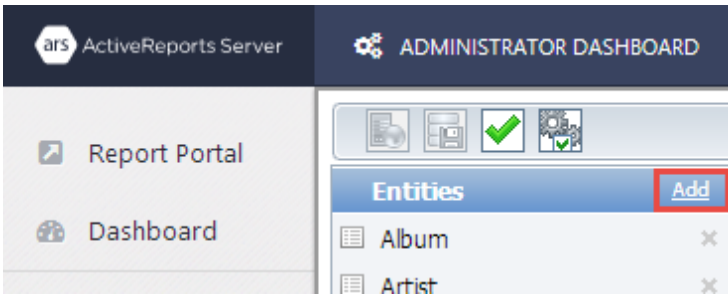 ars ActiveReports Server
ADMINISTRATOR DASHBOARD
Report Portal
Dashboard
Entities Add
Album
Artist